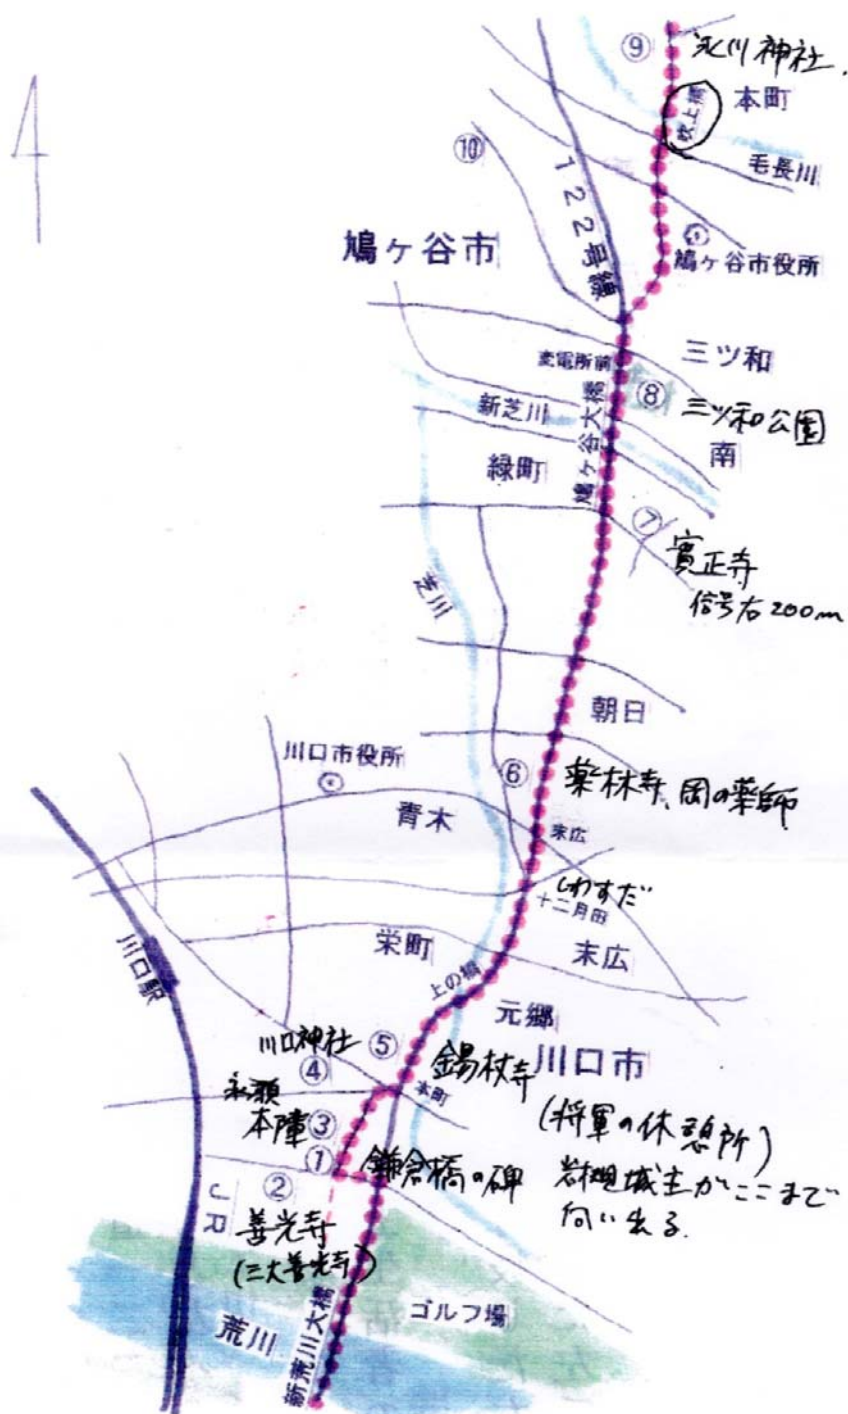 ⑨
氷川神社.
吹上橋
本町
毛長川
⑩
122号線
鳩ヶ谷市
鳩ヶ谷市役所
三ツ和
変電所前
⑧
三ツ和公園
新芝川
鳩ヶ谷大橋
南
緑町
⑦
實正寺
信号右200m
芝川
朝日
川口市役所
⑥
薬林寺、岡の薬師
青木
末広
しわすだ
十二月田
川口駅
栄町
末広
上の橋
元郷
川口市
川口神社
⑤
錫杖寺
(将軍の休憩所)
④
本町
永瀬
本陣
③
①
鎌倉橋の碑
岩槻城主がここまで
向い出る.
②
JR
善光寺
(三大善光寺)
ゴルフ場
荒川
新荒川大橋